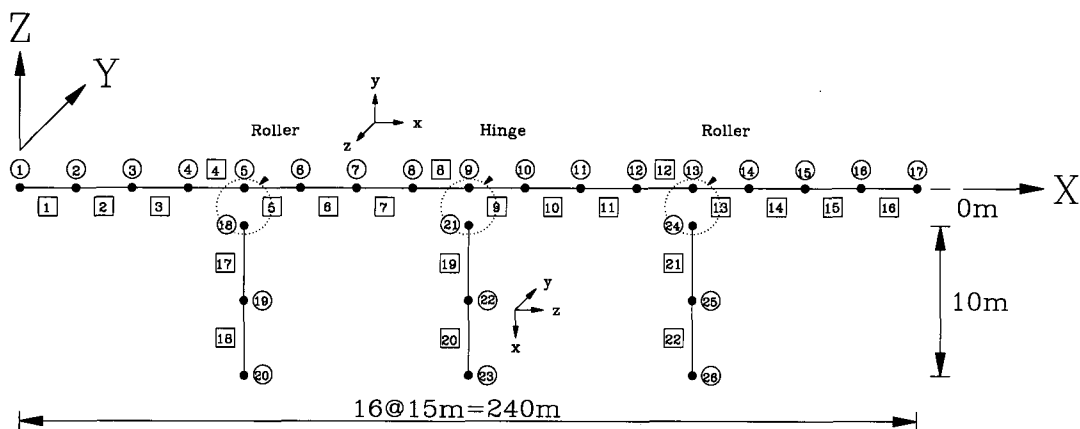 Z
Y
y
x
z
Roller
Hinge
Roller
1 2 3 4 4 5 6 7 8 8 9 10 11 12 12 13 14 15 16 17
X
1 2 3 5 6 7 9 10 11 13 14 15 16
0m
18 21 24
17 19 21
19 22 25
y
z
x
10m
18 20 22
20 23 26
16@15m=240m